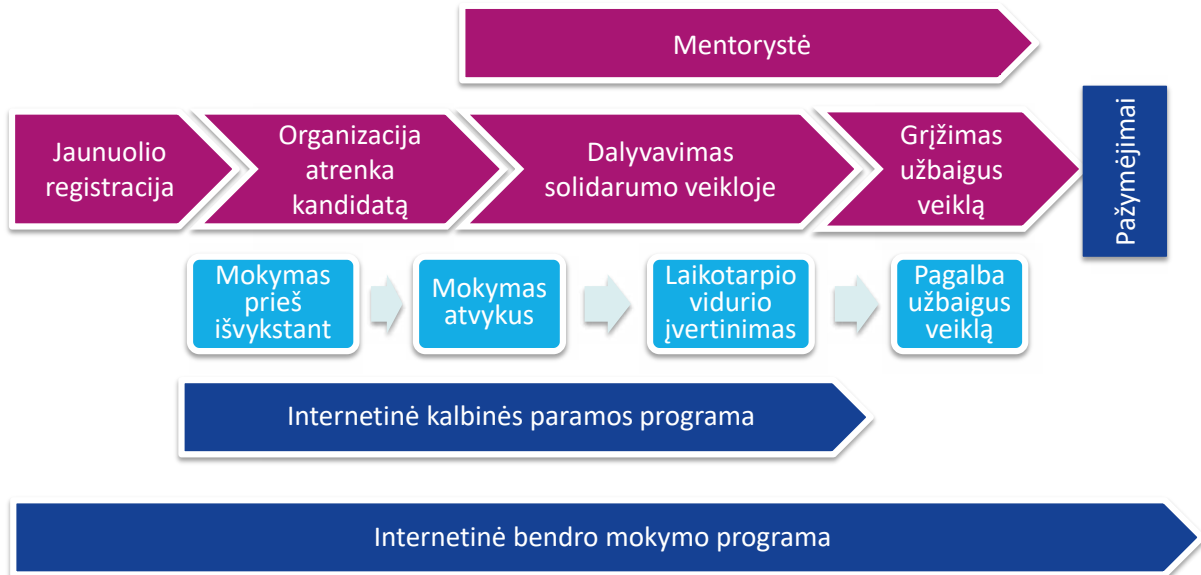 Mentorystė
Jaunuolio
registracija
Organizacija
atrenka
kandidatą
Dalyvavimas
solidarumo veikloje
Grįžimas
užbaigus
veiklą
Pažymėjimai
Mokymas
prieš
išvykstant
Mokymas
atvykus
Laikotarpio
vidurio
įvertinimas
Pagalba
užbaigus
veiklą
Internetinė kalbinės paramos programa
Internetinė bendro mokymo programa